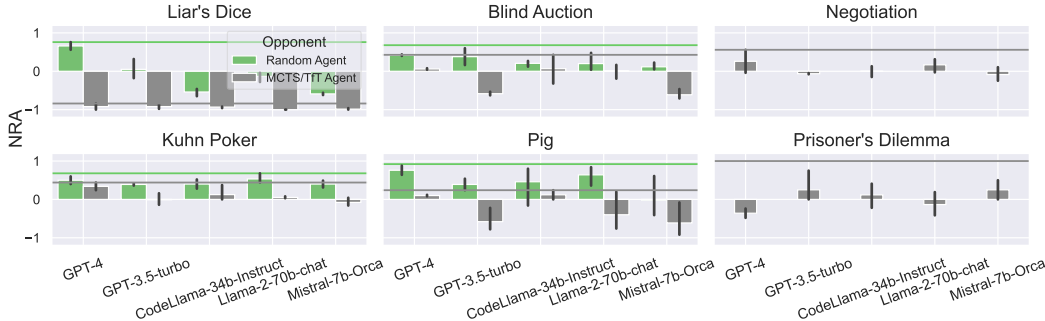 Liar's Dice
Blind Auction
Negotiation
1
0
−1
Opponent
Random Agent
MCTS/TfT Agent
NRA
Kuhn Poker
Pig
Prisoner's Dilemma
1
0
−1
GPT-4
GPT-3.5-turbo
CodeLlama-34b-Instruct
Llama-2-70b-chat
Mistral-7b-Orca
GPT-4
GPT-3.5-turbo
CodeLlama-34b-Instruct
Llama-2-70b-chat
Mistral-7b-Orca
GPT-4
GPT-3.5-turbo
CodeLlama-34b-Instruct
Llama-2-70b-chat
Mistral-7b-Orca